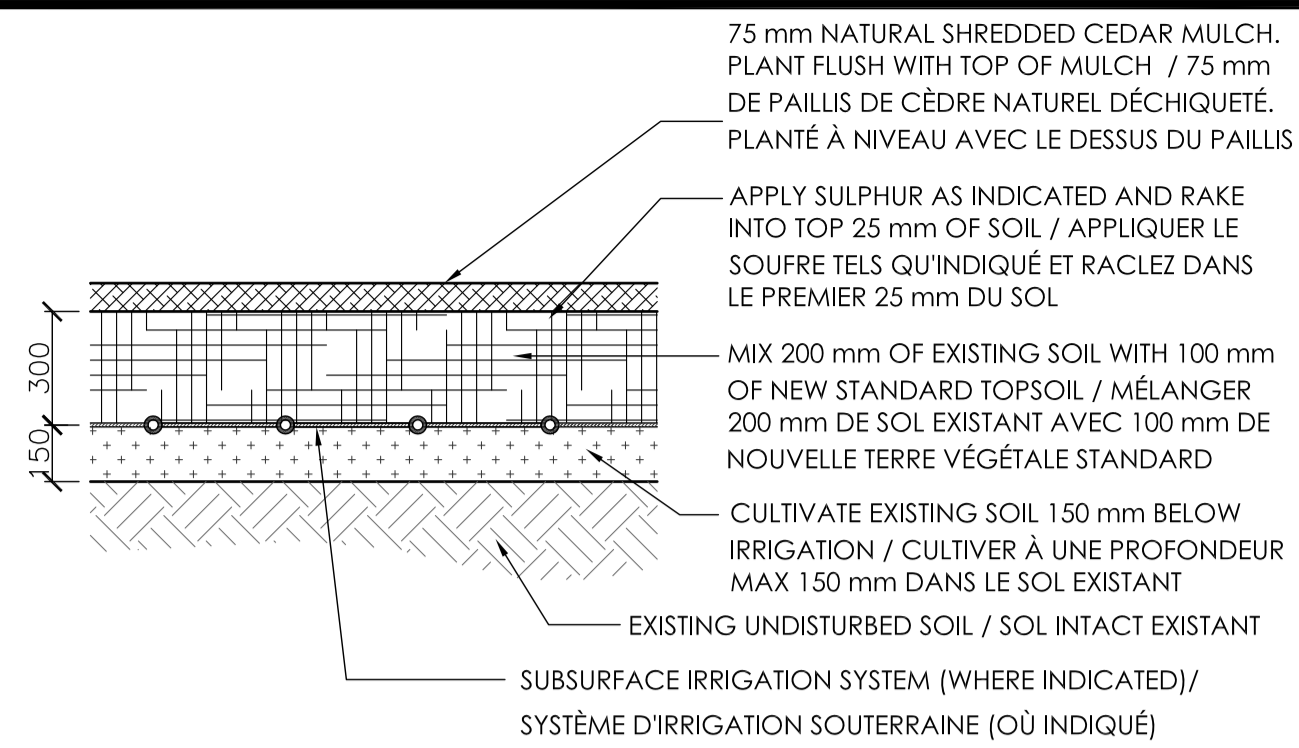 75 mm NATURAL SHREDDED CEDAR MULCH.
PLANT FLUSH WITH TOP OF MULCH / 75 mm
DE PAILLIS DE CÈDRE NATUREL DÉCHIQUETÉ.
PLANTÉ À NIVEAU AVEC LE DESSUS DU PAILLIS
APPLY SULPHUR AS INDICATED AND RAKE
INTO TOP 25 mm OF SOIL / APPLIQUER LE
SOUFRE TELS QU'INDIQUÉ ET RACLEZ DANS
LE PREMIER 25 mm DU SOL
300
MIX 200 mm OF EXISTING SOIL WITH 100 mm
OF NEW STANDARD TOPSOIL / MÉLANGER
200 mm DE SOL EXISTANT AVEC 100 mm DE
NOUVELLE TERRE VÉGÉTALE STANDARD
150
CULTIVATE EXISTING SOIL 150 mm BELOW
IRRIGATION / CULTIVER À UNE PROFONDEUR
MAX 150 mm DANS LE SOL EXISTANT
EXISTING UNDISTURBED SOIL / SOL INTACT EXISTANT
SUBSURFACE IRRIGATION SYSTEM (WHERE INDICATED)/
SYSTÈME D'IRRIGATION SOUTERRAINE (OÙ INDIQUÉ)